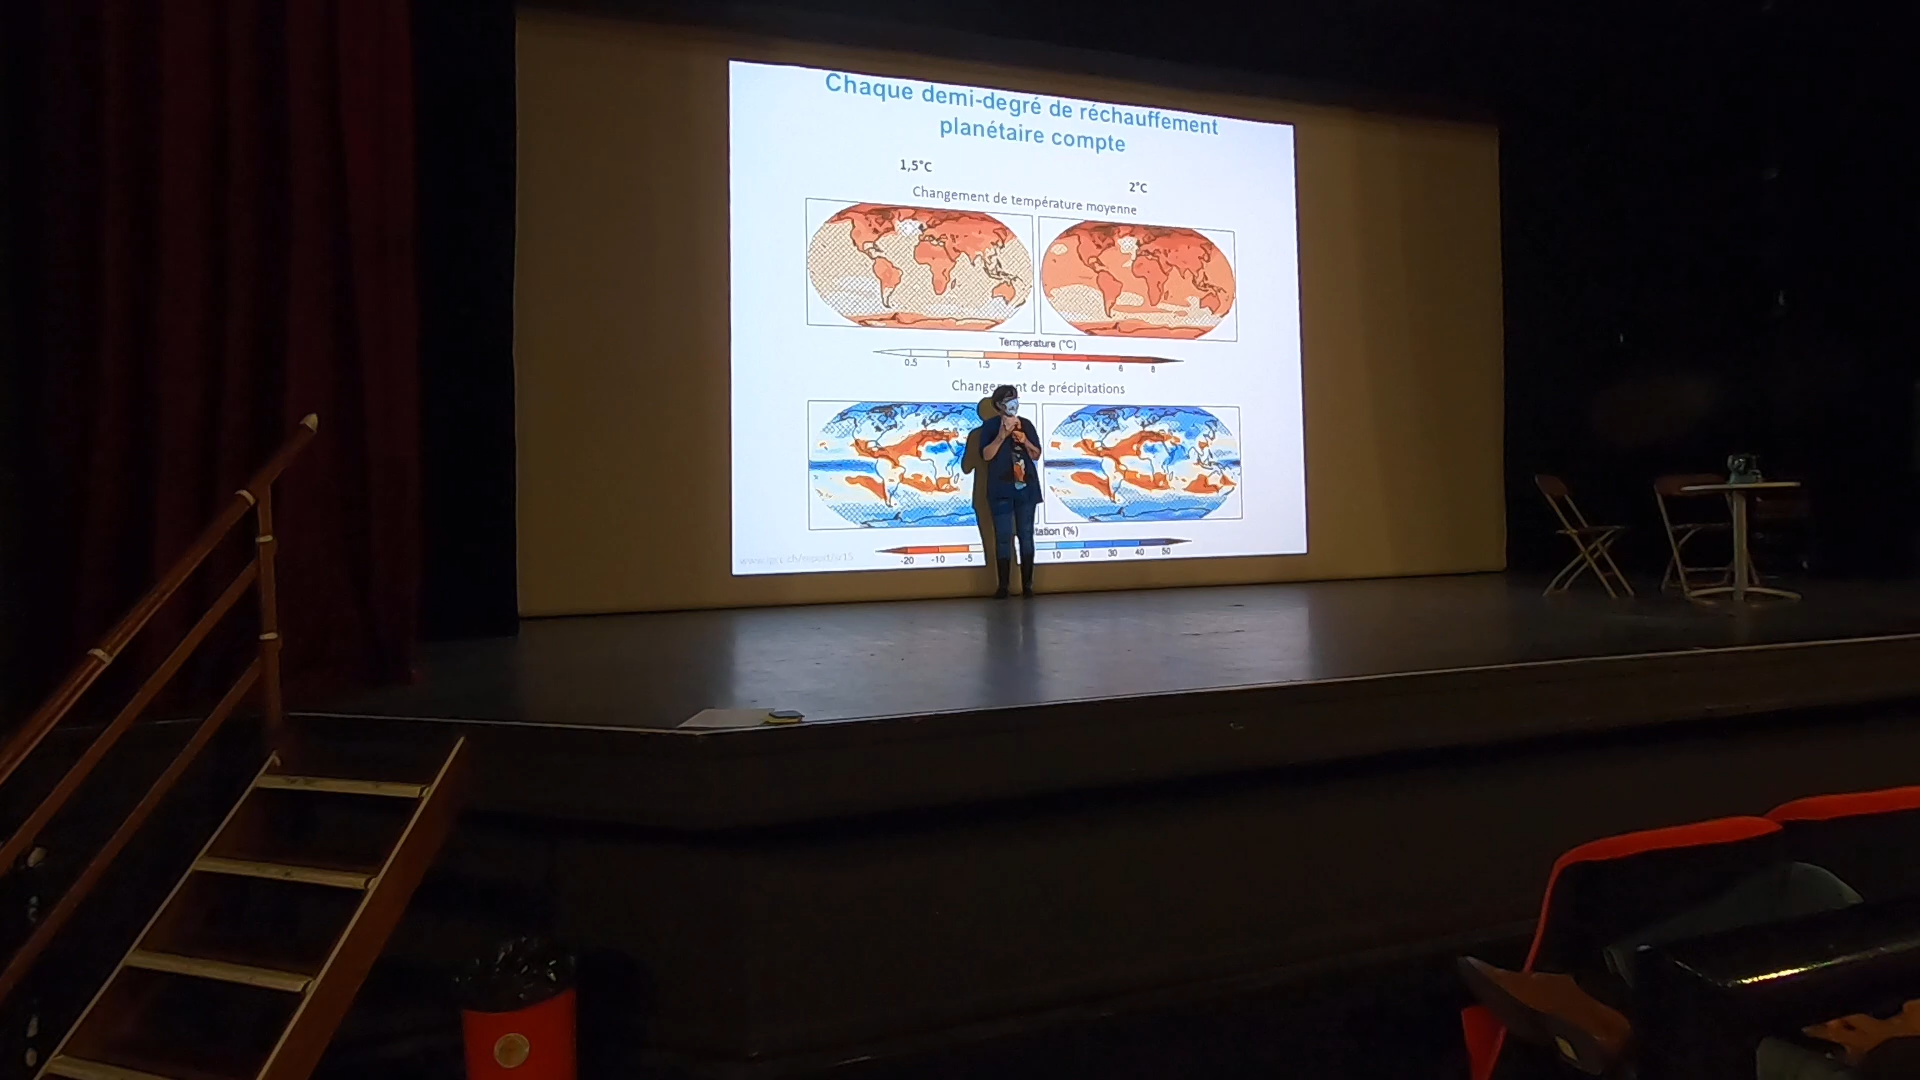 Chaque demi-degré de réchauffement
planétaire compte
1,5°C
2°C
Changement de température moyenne
Temperature (°C)
0.5 1 1.5 2 3 4 6 8
de précipitations
(%)
-20 -10 -5 10 20 30 40 50